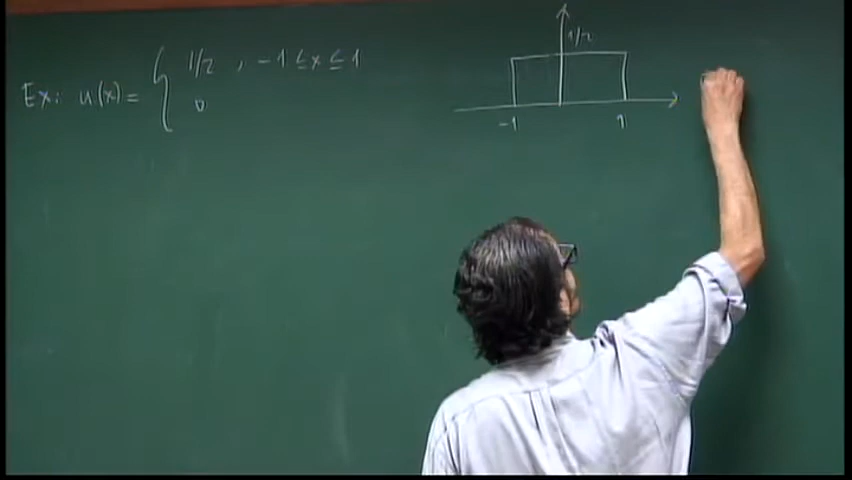 1/2 , -1 ≤ x ≤ 1
Ex: u(x) = {
0
1/2
-1 1